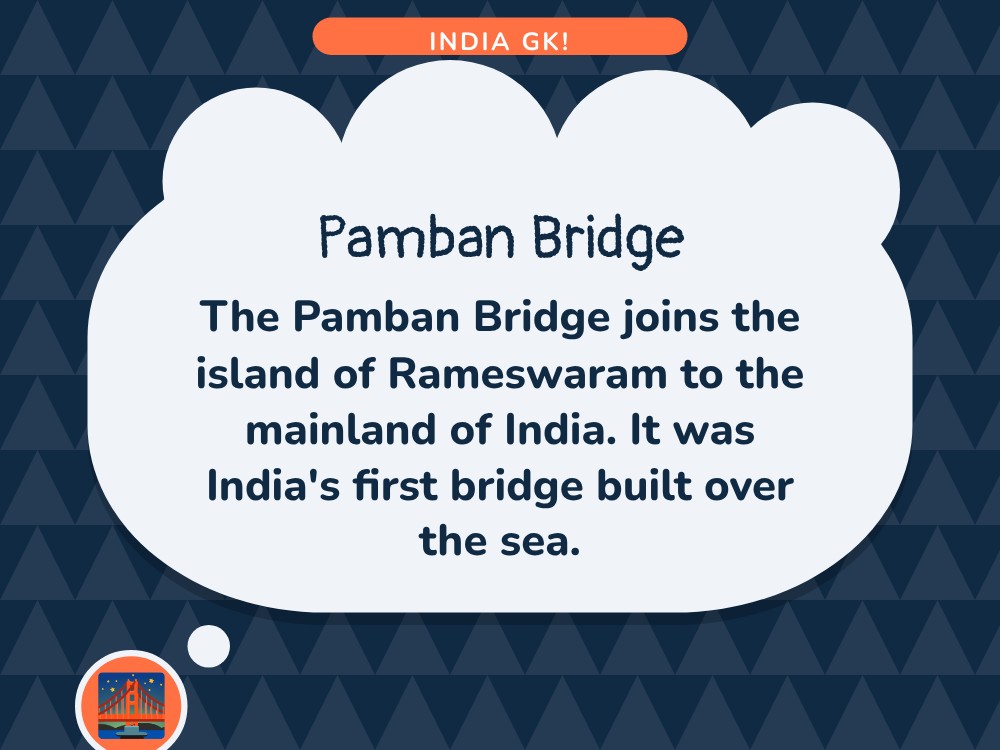 INDIA GK!
Pamban Bridge
The Pamban Bridge joins the
island of Rameswaram to the
mainland of India. It was
India's first bridge built over
the sea.